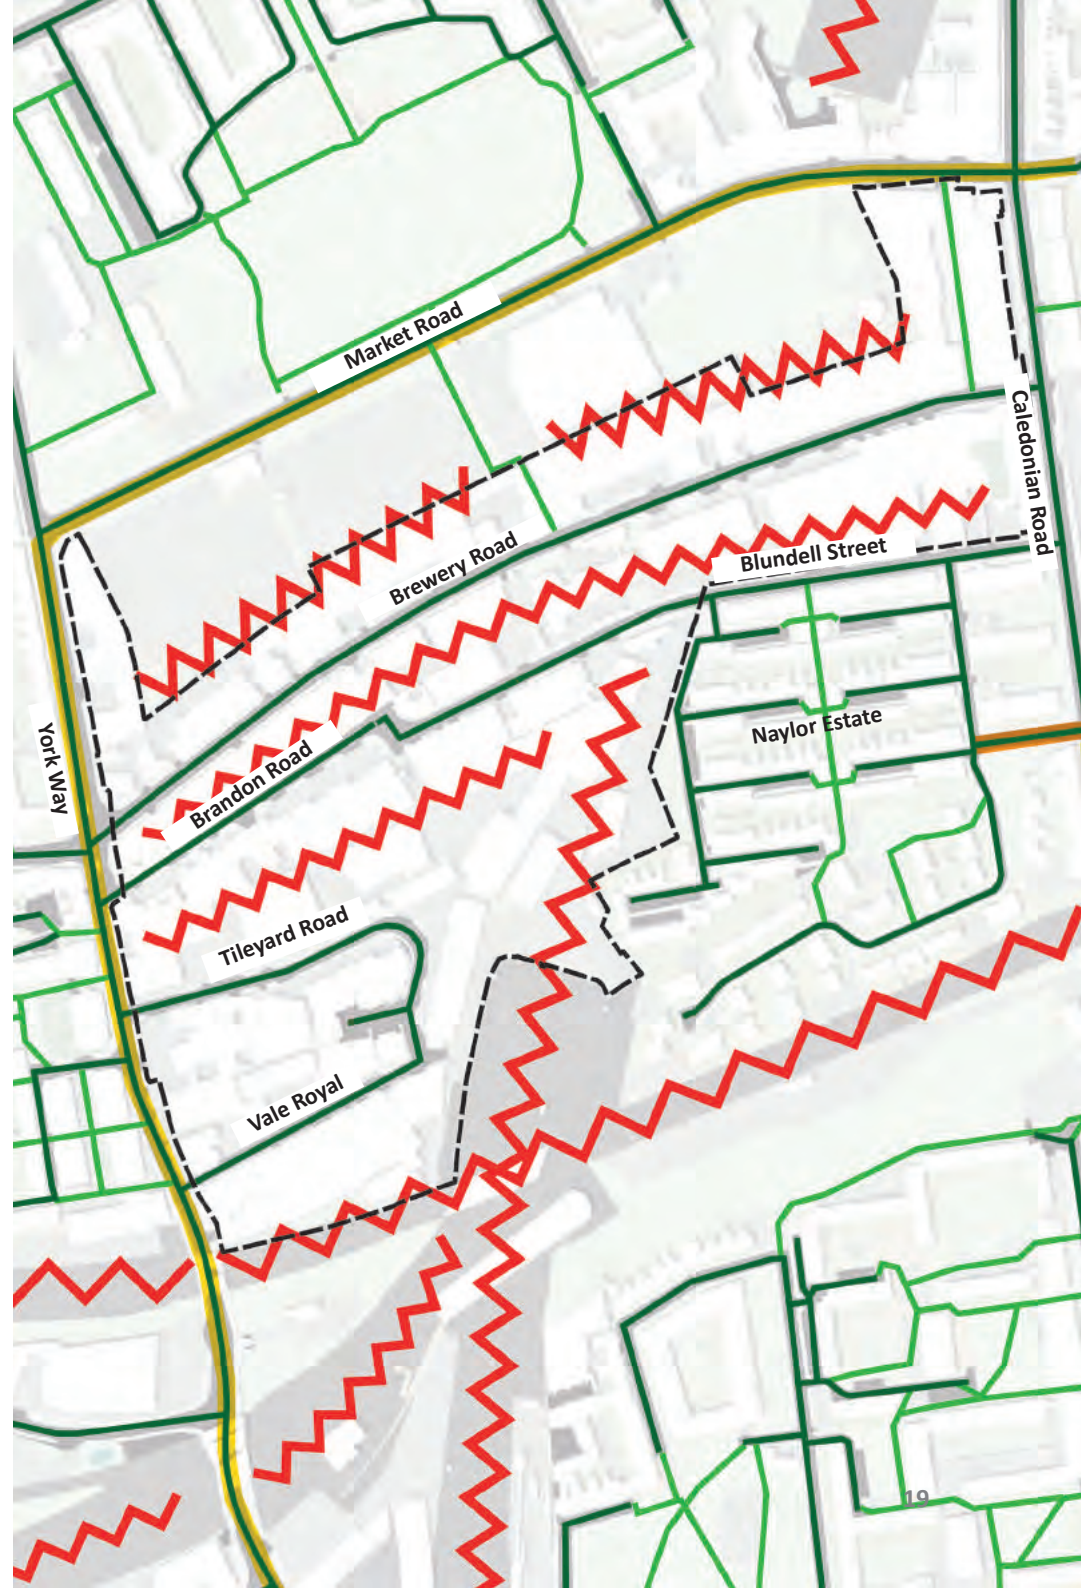 Market Road
Caledonian Road
Brewery Road
Blundell Street
Naylor Estate
York Way
Brandon Road
Tileyard Road
Vale Royal
19